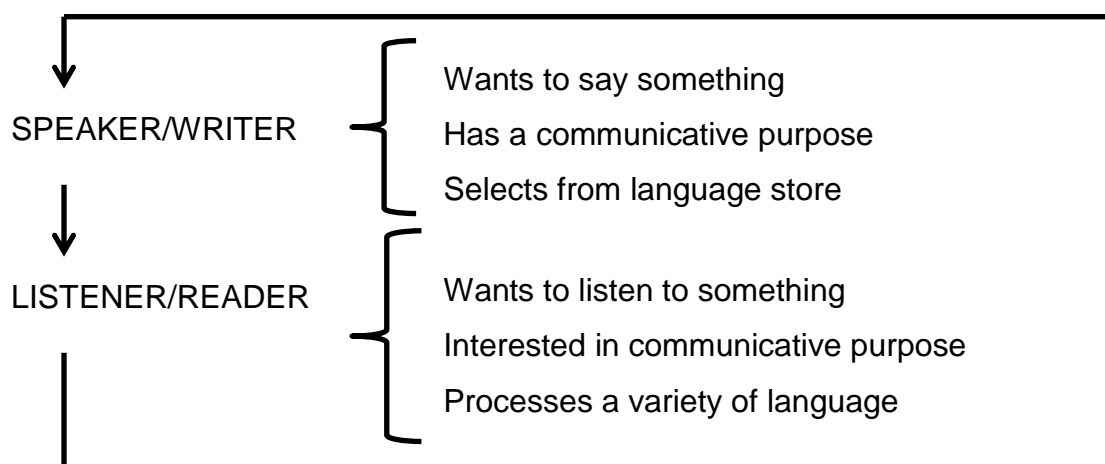 Wants to say something
SPEAKER/WRITER
Has a communicative purpose
Selects from language store
LISTENER/READER
Wants to listen to something
Interested in communicative purpose
Processes a variety of language